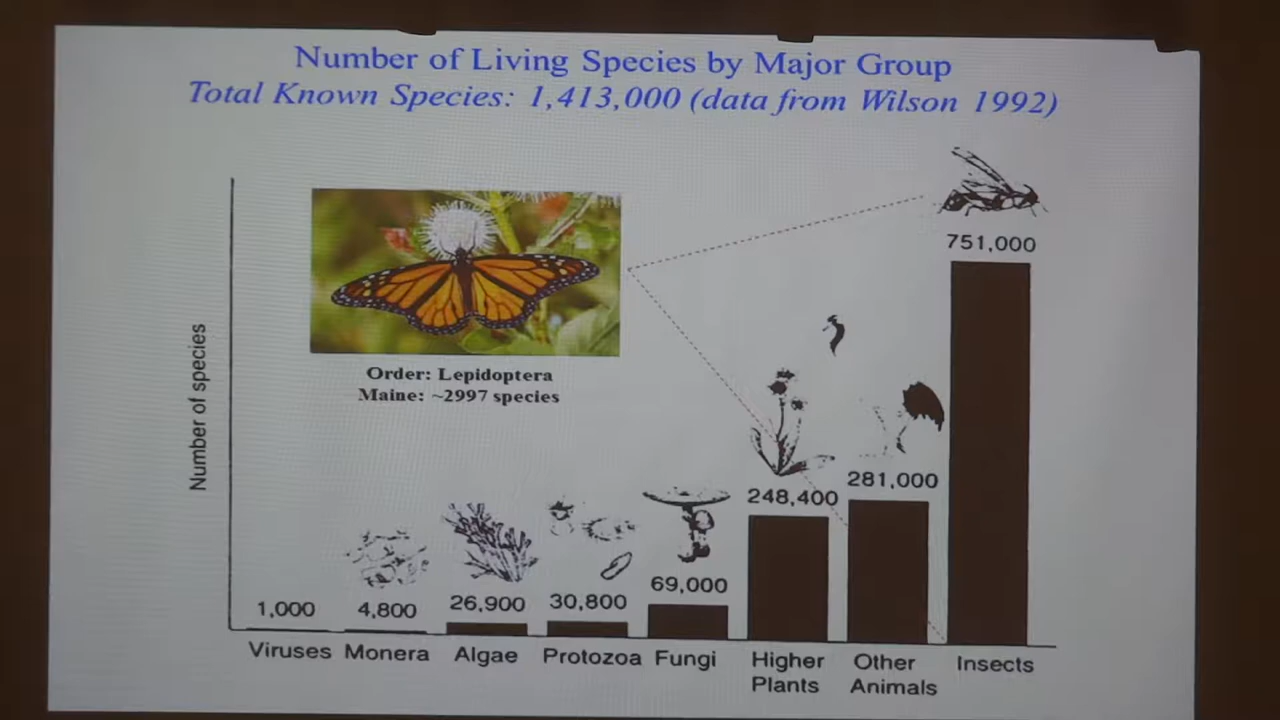 Number of Living Species by Major Group
Total Known Species: 1,413,000 (data from Wilson 1992)
751,000
Order: Lepidoptera
Maine: ~2997 species
Number of species
281,000
248,400
69,000
30,800
26,900
4,800
1,000
Viruses
Monera
Algae
Protozoa
Fungi
Higher
Plants
Other
Animals
Insects